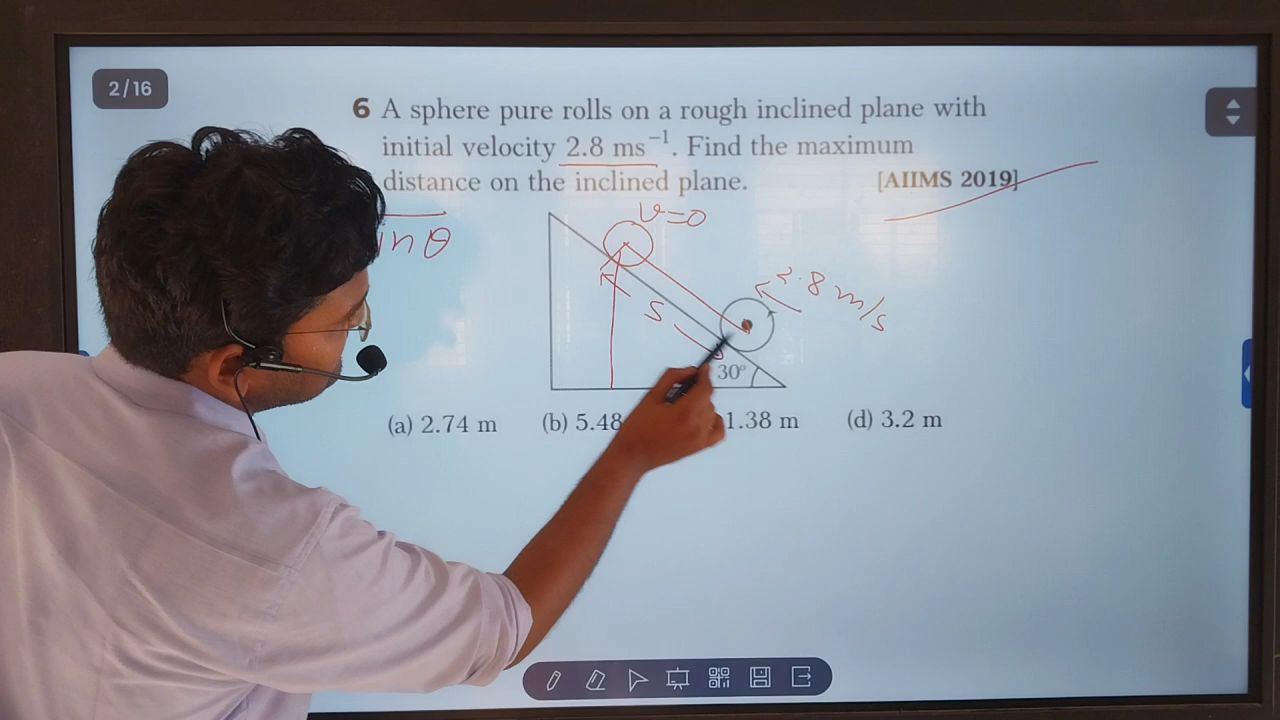 2/16
6 A sphere pure rolls on a rough inclined plane with
initial velocity 2.8 ms⁻¹. Find the maximum
distance on the inclined plane. [AIIMS 2019]
v=0
2.8 m/s
S
30°
(a) 2.74 m (b) 5.48 1.38 m (d) 3.2 m